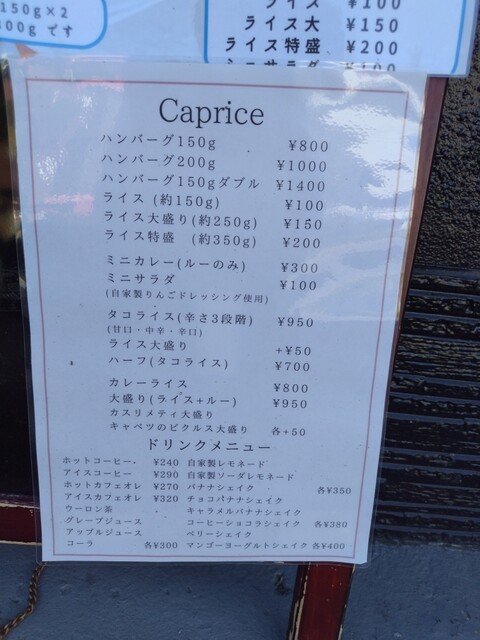 150g×2
300g です
ライス ¥100
ライス大 ¥150
ライス特盛 ¥200
Caprice
ハンバーグ150g ¥800
ハンバーグ200g ¥1000
ハンバーグ150gダブル ¥1400
ライス (約150g) ¥100
ライス大盛り(約250g) ¥150
ライス特盛 (約350g) ¥200
ミニカレー(ルーのみ) ¥300
ミニサラダ ¥100
(自家製りんごドレッシング使用)
タコライス(辛さ3段階) ¥950
(甘口・中辛・辛口)
ライス大盛り +¥50
ハーフ(タコライス) ¥700
カレーライス ¥800
大盛り(ライス+ルー) ¥950
カスリメティ大盛り
キャベツのピクルス大盛り 各+50
ドリンクメニュー
ホットコーヒー ¥240 自家製レモネード
アイスコーヒー ¥290 自家製ソーダレモネード
ホットカフェオレ ¥270 バナナシェイク 各¥350
アイスカフェオレ ¥320 チョコバナナシェイク
ウーロン茶 キャラメルバナナシェイク
グレープジュース コーヒーショコラシェイク 各¥380
アップルジュース ベリーシェイク
コーラ 各¥300 マンゴーヨーグルトシェイク 各¥400